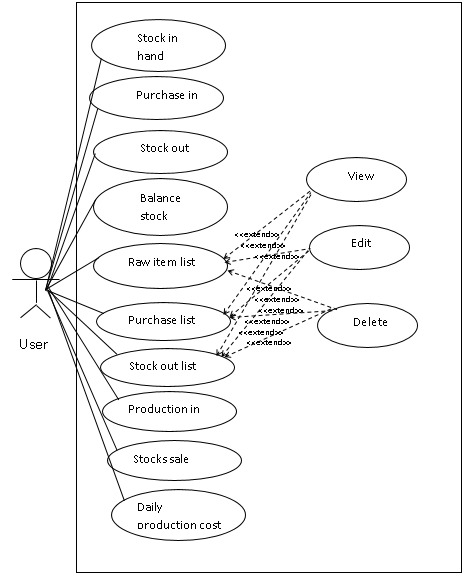 Stock in
hand
Purchase in
Stock out
Balance
stock
View
<<extend>>
<<extend>>
<<extend>>
Edit
Raw item list
<<extend>>
<<extend>>
<<extend>>
<<extend>>
<<extend>>
<<extend>>
Purchase list
Delete
User
Stock out list
Production in
Stocks sale
Daily
production cost